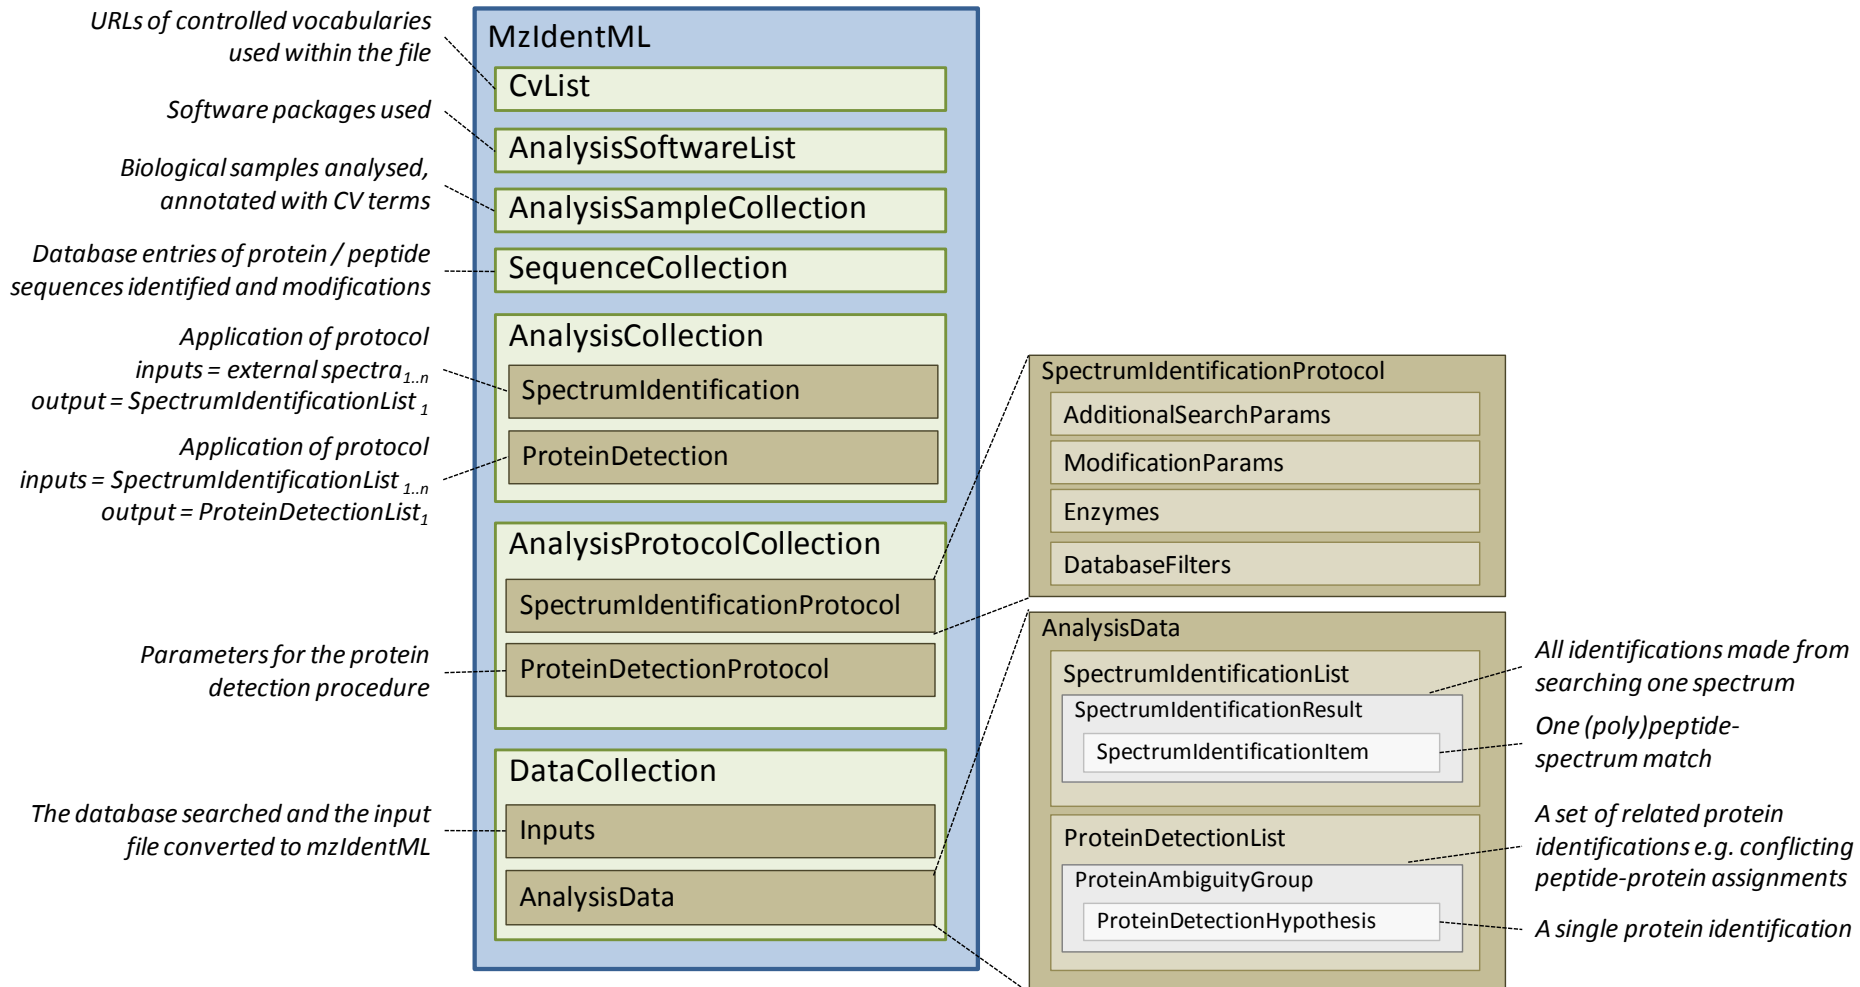 URLs of controlled vocabularies
used within the file
Software packages used
Biological samples analysed,
annotated with CV terms
Database entries of protein / peptide
sequences identified and modifications
Application of protocol
inputs = external spectra1..n
output = SpectrumIdentificationList 1
Application of protocol
inputs = SpectrumIdentificationList 1..n
output = ProteinDetectionList1
Parameters for the protein
detection procedure
The database searched and the input
file converted to mzIdentML
MzIdentML
CvList
AnalysisSoftwareList
AnalysisSampleCollection
SequenceCollection
AnalysisCollection
SpectrumIdentification
ProteinDetection
AnalysisProtocolCollection
SpectrumIdentificationProtocol
ProteinDetectionProtocol
DataCollection
Inputs
AnalysisData
SpectrumIdentificationProtocol
AdditionalSearchParams
ModificationParams
Enzymes
DatabaseFilters
AnalysisData
SpectrumIdentificationList
SpectrumIdentificationResult
SpectrumIdentificationItem
ProteinDetectionList
ProteinAmbiguityGroup
ProteinDetectionHypothesis
All identifications made from
searching one spectrum
One (poly)peptide-
spectrum match
A set of related protein
identifications e.g. conflicting
peptide-protein assignments
A single protein identification